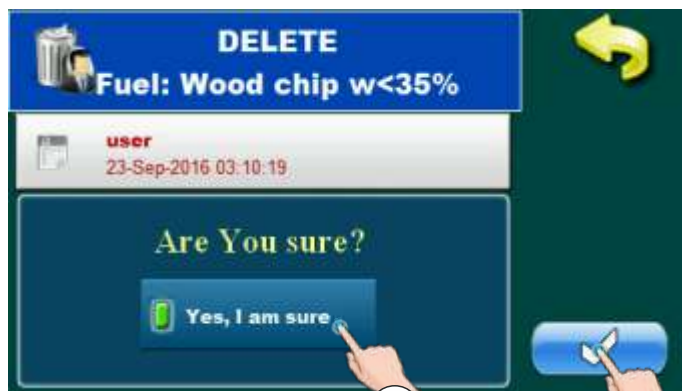 DELETE
Fuel: Wood chip w<35%
user
23-Sep-2016 03:10:19
Are You sure?
Yes, I am sure